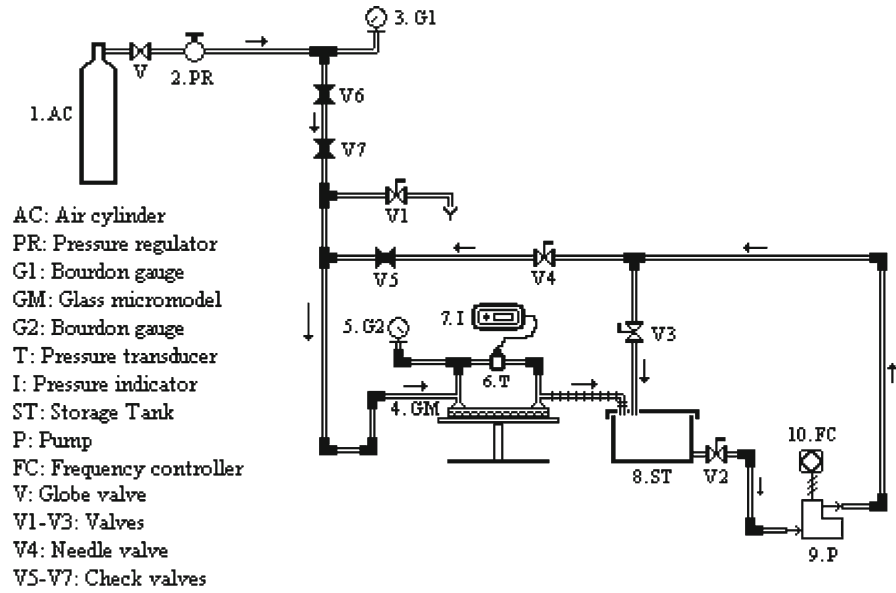 3. G1
V
2.PR
1.AC
V6
V7
V1
AC: Air cylinder
PR: Pressure regulator
G1: Bourdon gauge
GM: Glass micromodel
G2: Bourdon gauge
T: Pressure transducer
I: Pressure indicator
ST: Storage Tank
P: Pump
FC: Frequency controller
V: Globe valve
V1-V3: Valves
V4: Needle valve
V5-V7: Check valves
V5
V4
V3
5. G2
7. I
6.T
4. GM
8.ST
V2
10. FC
9. P